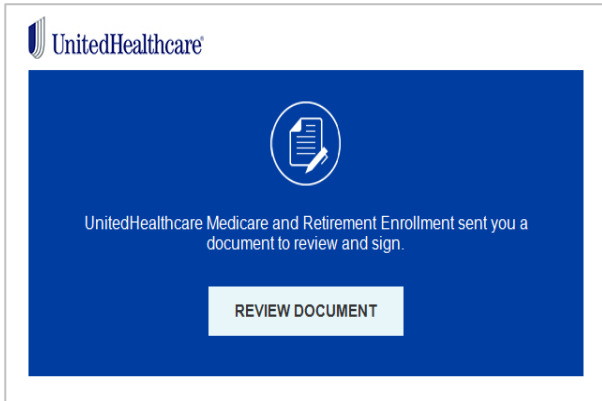 UnitedHealthcare®
UnitedHealthcare Medicare and Retirement Enrollment sent you a
document to review and sign.
REVIEW DOCUMENT